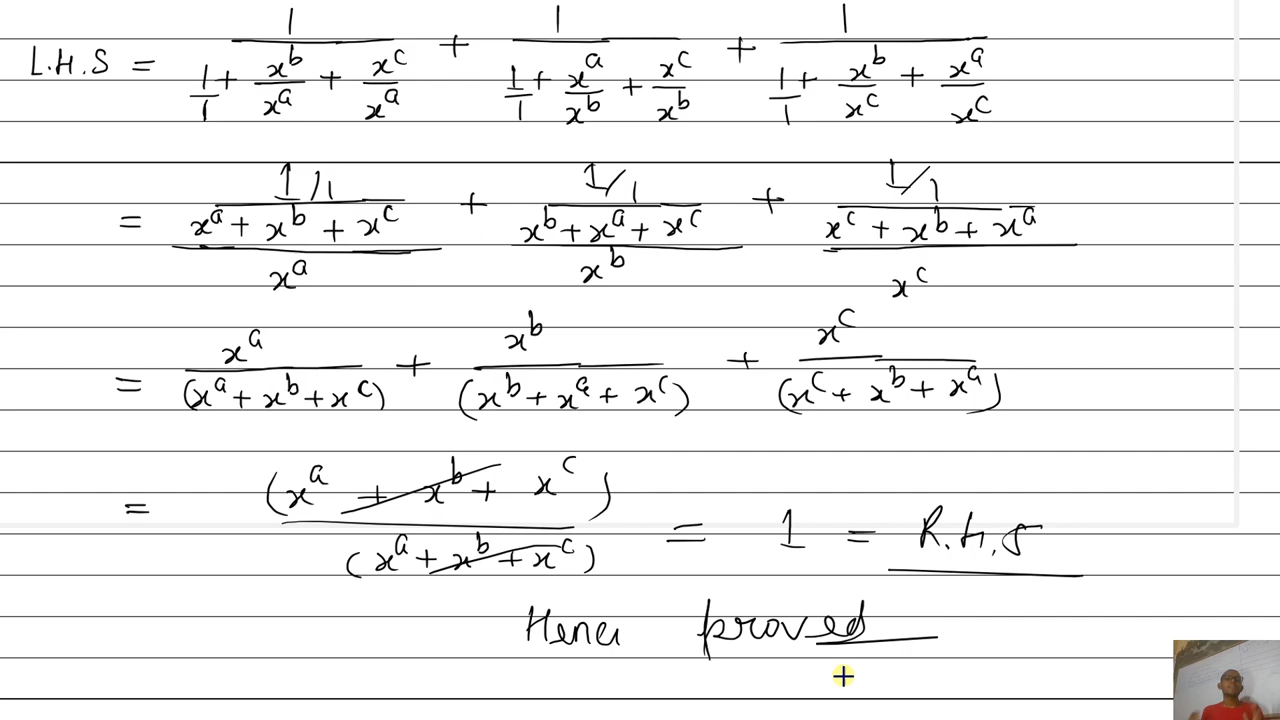 L.H.S = 1/(1/1 + x^b/x^a + x^c/x^a) + 1/(1/1 + x^a/x^b + x^c/x^b) + 1/(1/1 + x^b/x^c + x^a/x^c)
= (1/1)/((x^a + x^b + x^c)/x^a) + (1/1)/((x^b + x^a + x^c)/x^b) + (1/1)/((x^c + x^b + x^a)/x^c)
= x^a/(x^a + x^b + x^c) + x^b/(x^b + x^a + x^c) + x^c/(x^c + x^b + x^a)
= (x^a + x^b + x^c)/(x^a + x^b + x^c) = 1 = R.H.S
Hence proved